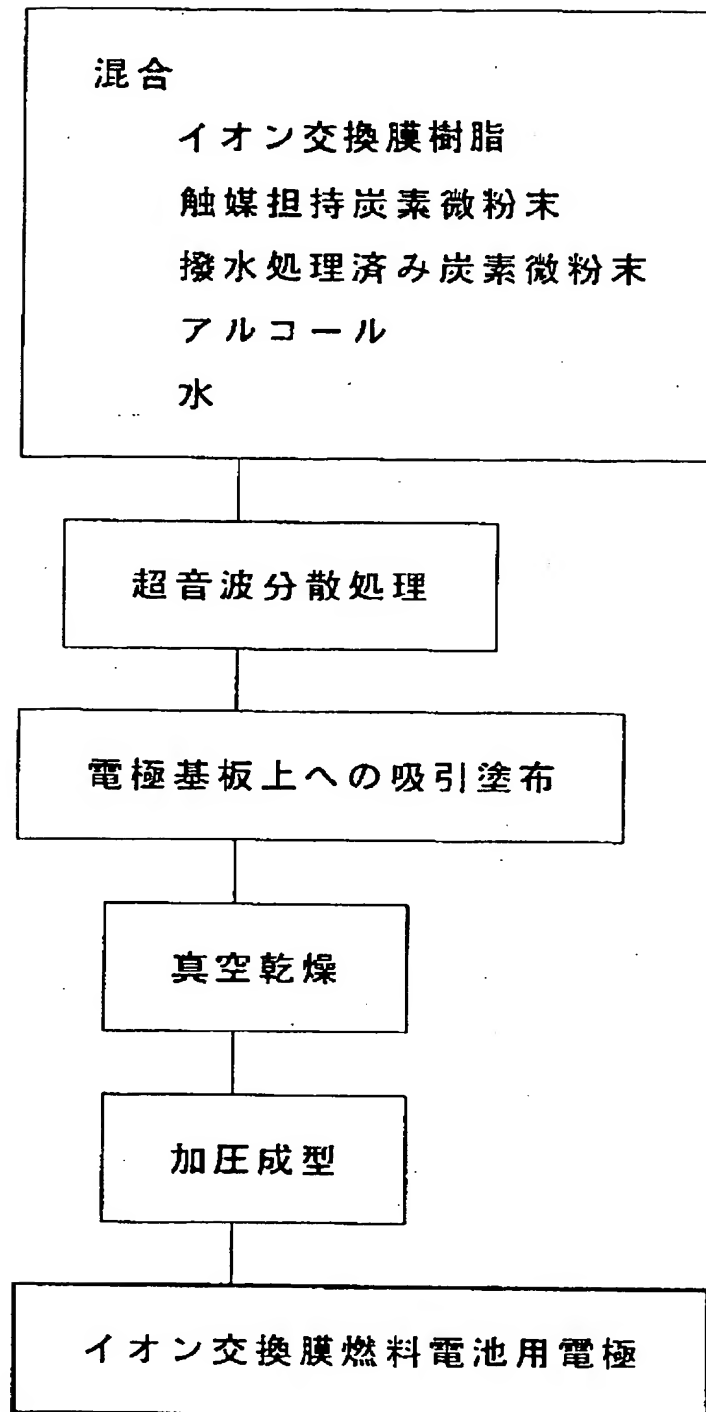 混合
イオン交換膜樹脂
触媒担持炭素微粉末
撥水処理済み炭素微粉末
アルコール
水
超音波分散処理
電極基板上への吸引塗布
真空乾燥
加圧成型
イオン交換膜燃料電池用電極